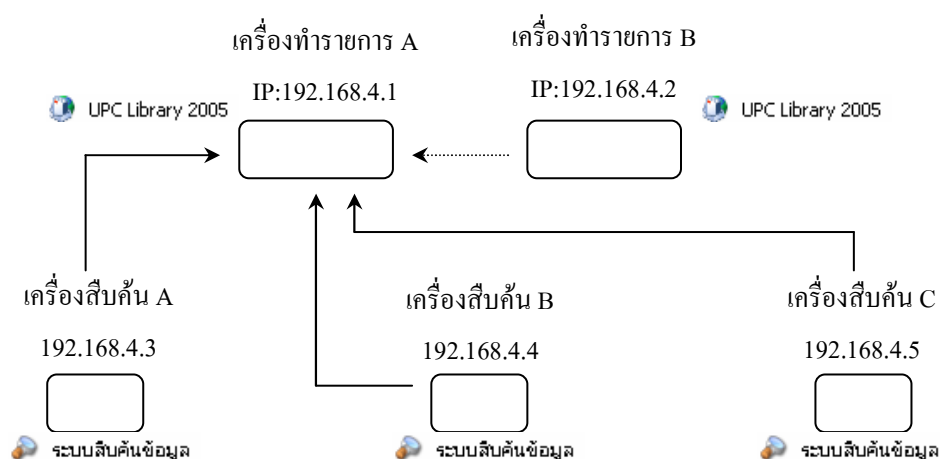 เครื่องทำรายการ A
เครื่องทำรายการ B
IP:192.168.4.1
IP:192.168.4.2
UPC Library 2005
UPC Library 2005
เครื่องสืบค้น A
เครื่องสืบค้น B
เครื่องสืบค้น C
192.168.4.3
192.168.4.4
192.168.4.5
ระบบสืบค้นข้อมูล
ระบบสืบค้นข้อมูล
ระบบสืบค้นข้อมูล